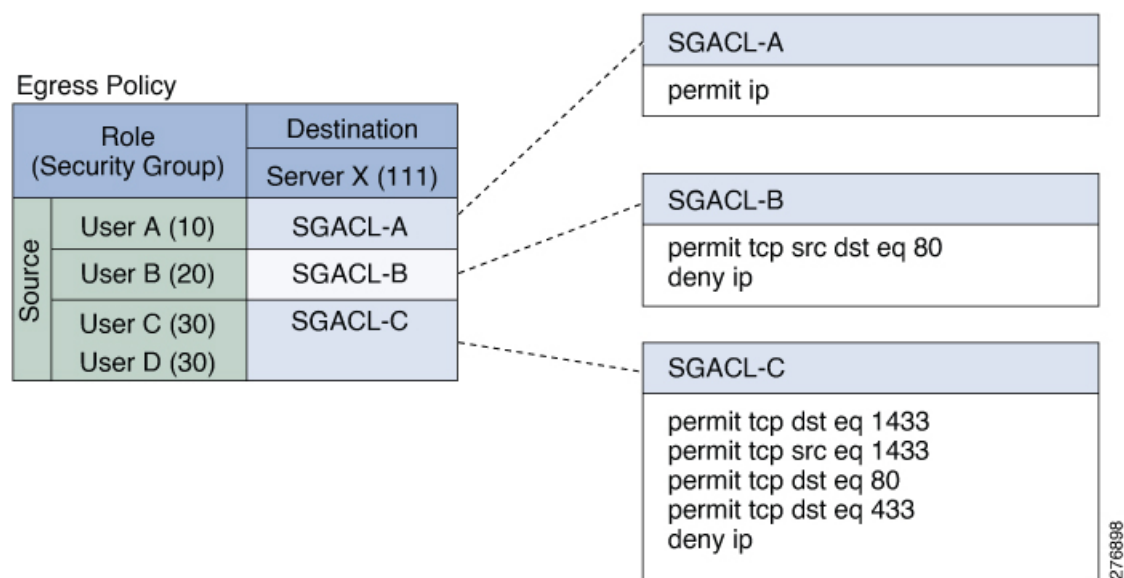 Egress Policy
Role
(Security Group)
Destination
Server X (111)
Source
User A (10)
SGACL-A
User B (20)
SGACL-B
User C (30)
SGACL-C
User D (30)
SGACL-A
permit ip
SGACL-B
permit tcp src dst eq 80
deny ip
SGACL-C
permit tcp dst eq 1433
permit tcp src eq 1433
permit tcp dst eq 80
permit tcp dst eq 433
deny ip
276898